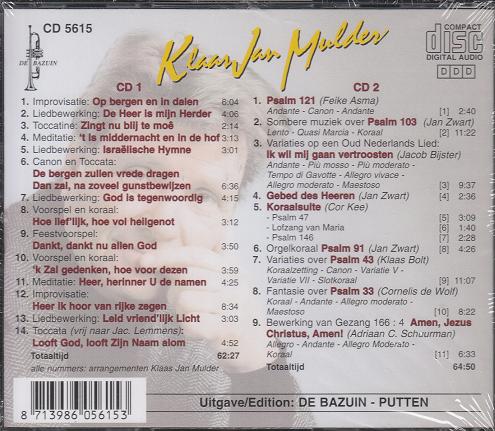 CD 5615
DE BAZUIN
Klaas Jan Mulder
COMPACT
disc
DIGITAL AUDIO
DDD
CD 1
1. Improvisatie: Op bergen en in dalen 6:04
2. Liedbewerking: De Heer is mijn Herder 6:04
3. Toccatiné: Zingt nu blij te moê 2:14
4. Meditatie: 't Is middernacht en in de hof 3:13
5. Liedbewerking: Israëlische Hymne 3:01
6. Canon en Toccata:
De bergen zullen vrede dragen
Dan zal, na zoveel gunstbewijzen 6:36
7. Liedbewerking: God is tegenwoordig 4:15
8. Voorspel en koraal:
Hoe lief'lijk, hoe vol heilgenot 3:12
9. Feestvoorspel:
Dankt, dankt nu allen God 3:50
10. Voorspel en koraal:
'k Zal gedenken, hoe voor dezen 3:59
11. Meditatie: Heer, herinner U de namen 4:25
12. Improvisatie:
Heer Ik hoor van rijke zegen 8:34
13. Liedbewerking: Leid vriend'lijk Licht 3:03
14. Toccata (vrij naar Jac. Lemmens):
Looft God, looft Zijn Naam alom 4:52
Totaaltijd 62:27
alle nummers: arrangementen Klaas Jan Mulder
CD 2
1. Psalm 121 (Feike Asma)
Andante - Canon - Andante [1] 2:40
2. Sombere muziek over Psalm 103 (Jan Zwart)
Lento - Quasi Marcia - Koraal [2] 11:22
3. Variaties op een Oud Nederlands Lied:
Ik wil mij gaan vertroosten (Jacob Bijster)
Andante - Più mosso - Più moderato -
Tempo di Gavotte - Allegro vivace -
Allegro moderato - Maestoso [3] 9:37
4. Gebed des Heeren (Jan Zwart) [4] 2:36
5. Koraalsuite (Cor Kee)
- Psalm 47 [5] 3:09
- Lofzang van Maria [6] 1:40
- Psalm 146 [7] 2:28
6. Orgelkoraal Psalm 91 (Jan Zwart) [8] 4:26
7. Variaties over Psalm 43 (Klaas Bolt)
Koraalzetting - Canon - Variatie V -
Variatie VII - Slotkoraal [9] 11:07
8. Fantasie over Psalm 33 (Cornelis de Wolf)
Koraal - Andante - Allegro moderato -
Maestoso [10] 8:22
9. Bewerking van Gezang 166 : 4 Amen, Jezus
Christus, Amen! (Adriaan C. Schuurman)
Allegro - Andante - Allegro Moderato -
Koraal [11] 6:33
Totaaltijd 64:50
8 713986 056153
Uitgave/Edition: DE BAZUIN - PUTTEN